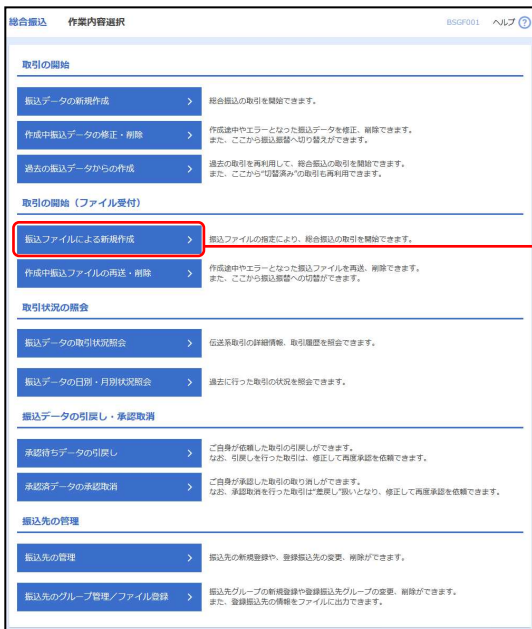 総合振込 作業内容選択 BSGF001 ヘルプ ?
取引の開始
振込データの新規作成 > 総合振込の取引を開始できます。
作成中振込データの修正・削除 > 作成途中やエラーとなった振込データを修正、削除できます。
また、ここから振込振替へ切り替えができます。
過去の振込データからの作成 > 過去の取引を再利用して、総合振込の取引を開始できます。
また、ここから"切替済み"の取引も再利用できます。
取引の開始（ファイル受付）
振込ファイルによる新規作成 > 振込ファイルの指定により、総合振込の取引を開始できます。
作成中振込ファイルの再送・削除 > 作成途中やエラーとなった振込ファイルを再送、削除できます。
また、ここから振込振替への切替ができます。
取引状況の照会
振込データの取引状況照会 > 伝送系取引の詳細情報、取引履歴を照会できます。
振込データの日別・月別状況照会 > 過去に行った取引の状況を照会できます。
振込データの引戻し・承認取消
承認待ちデータの引戻し > ご自身が依頼した取引の引戻しができます。
なお、引戻しを行った取引は、修正して再度承認を依頼できます。
承認済データの承認取消 > ご自身が承認した取引の取り消しができます。
なお、承認取消を行った取引は"差戻し"扱いとなり、修正して再度承認を依頼できます。
振込先の管理
振込先の管理 > 振込先の新規登録や、登録振込先の変更、削除ができます。
振込先のグループ管理／ファイル登録 > 振込先グループの新規登録や登録振込先グループの変更、削除ができます。
また、登録振込先の情報をファイルに出力できます。